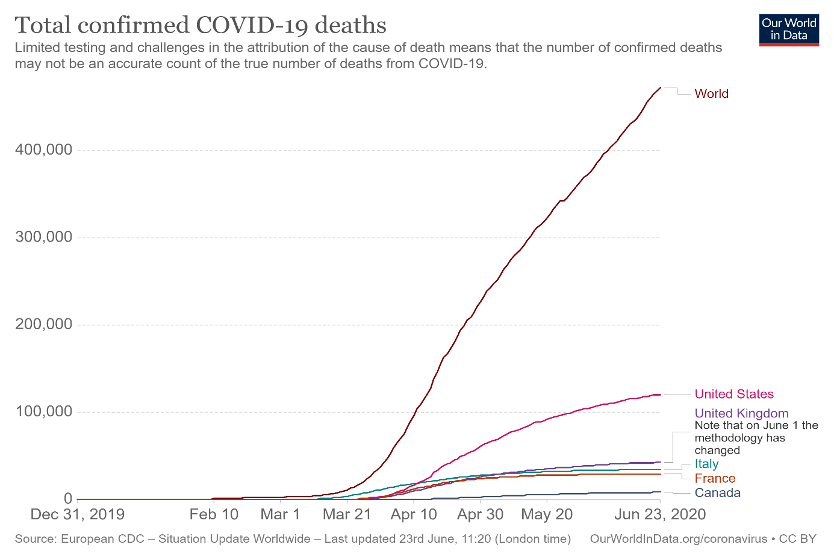 Total confirmed COVID-19 deaths
Limited testing and challenges in the attribution of the cause of death means that the number of confirmed deaths
may not be an accurate count of the true number of deaths from COVID-19.
Our World
in Data
World
400,000
300,000
200,000
100,000
0
United States
United Kingdom
Note that on June 1 the
methodology has
changed
Italy
France
Canada
Dec 31, 2019
Feb 10
Mar 1
Mar 21
Apr 10
Apr 30
May 20
Jun 23, 2020
Source: European CDC – Situation Update Worldwide – Last updated 23rd June, 11:20 (London time)
OurWorldInData.org/coronavirus • CC BY